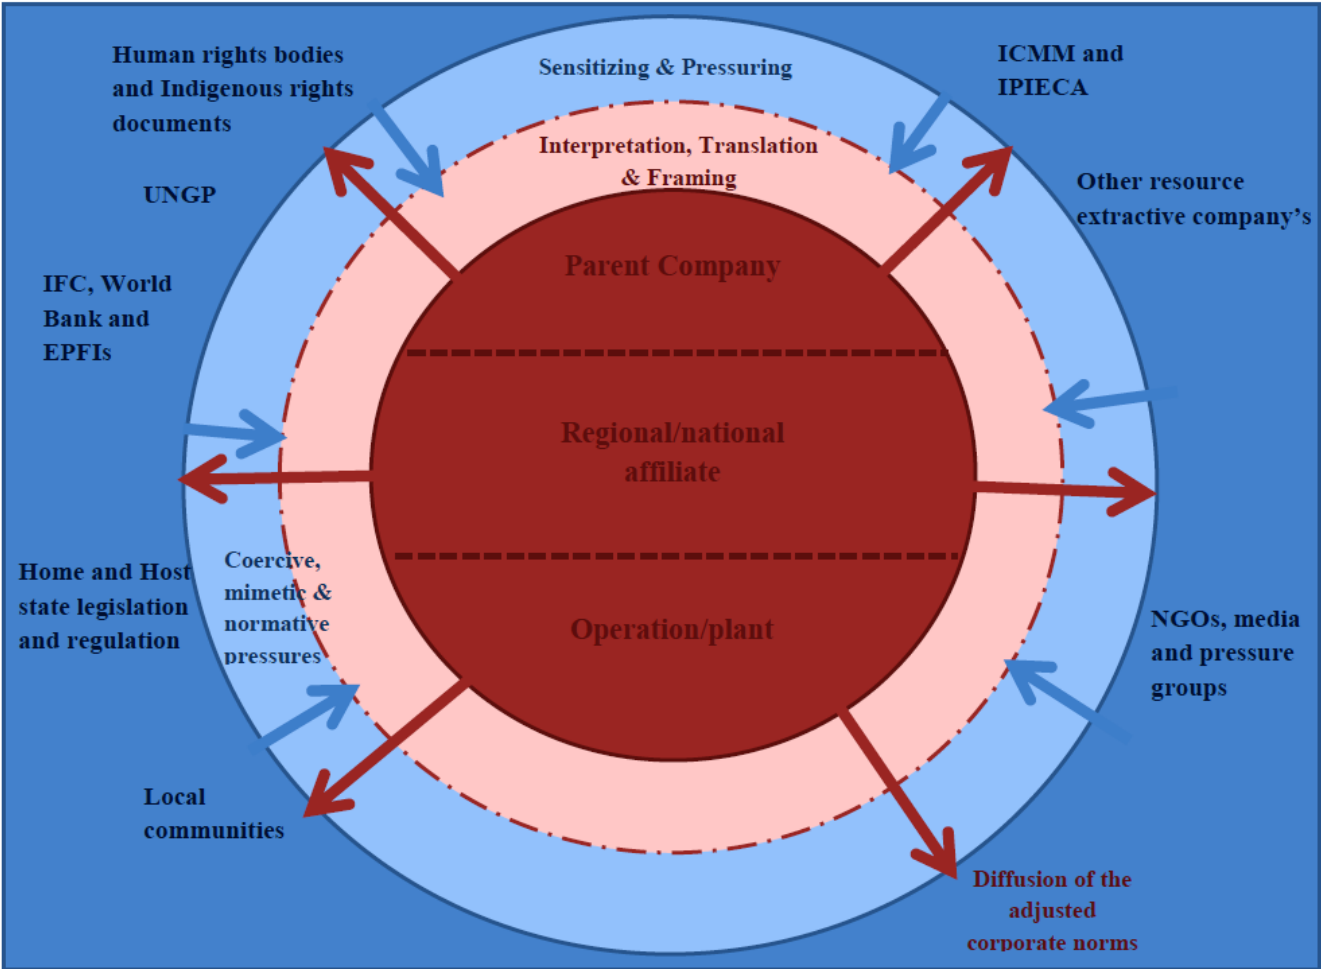 Human rights bodies
and Indigenous rights
documents
UNGP
IFC, World
Bank and
EPFIs
Home and Host
state legislation
and regulation
Local
communities
Sensitizing & Pressuring
Interpretation, Translation
& Framing
Parent Company
Regional/national
affiliate
Operation/plant
Coercive,
mimetic &
normative
pressures
ICMM and
IPIECA
Other resource
extractive company’s
NGOs, media
and pressure
groups
Diffusion of the
adjusted
corporate norms